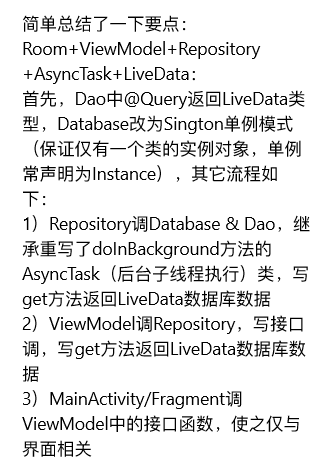 简单总结了一下要点：
Room+ViewModel+Repository
+AsyncTask+LiveData：
首先，Dao中@Query返回LiveData类
型，Database改为Sington单例模式
（保证仅有一个类的实例对象，单例
常声明为Instance），其它流程如
下：
1）Repository调Database & Dao，继
承重写了doInBackground方法的
AsyncTask（后台子线程执行）类，写
get方法返回LiveData数据库数据
2）ViewModel调Repository，写接口
调，写get方法返回LiveData数据库数
据
3）MainActivity/Fragment调
ViewModel中的接口函数，使之仅与
界面相关